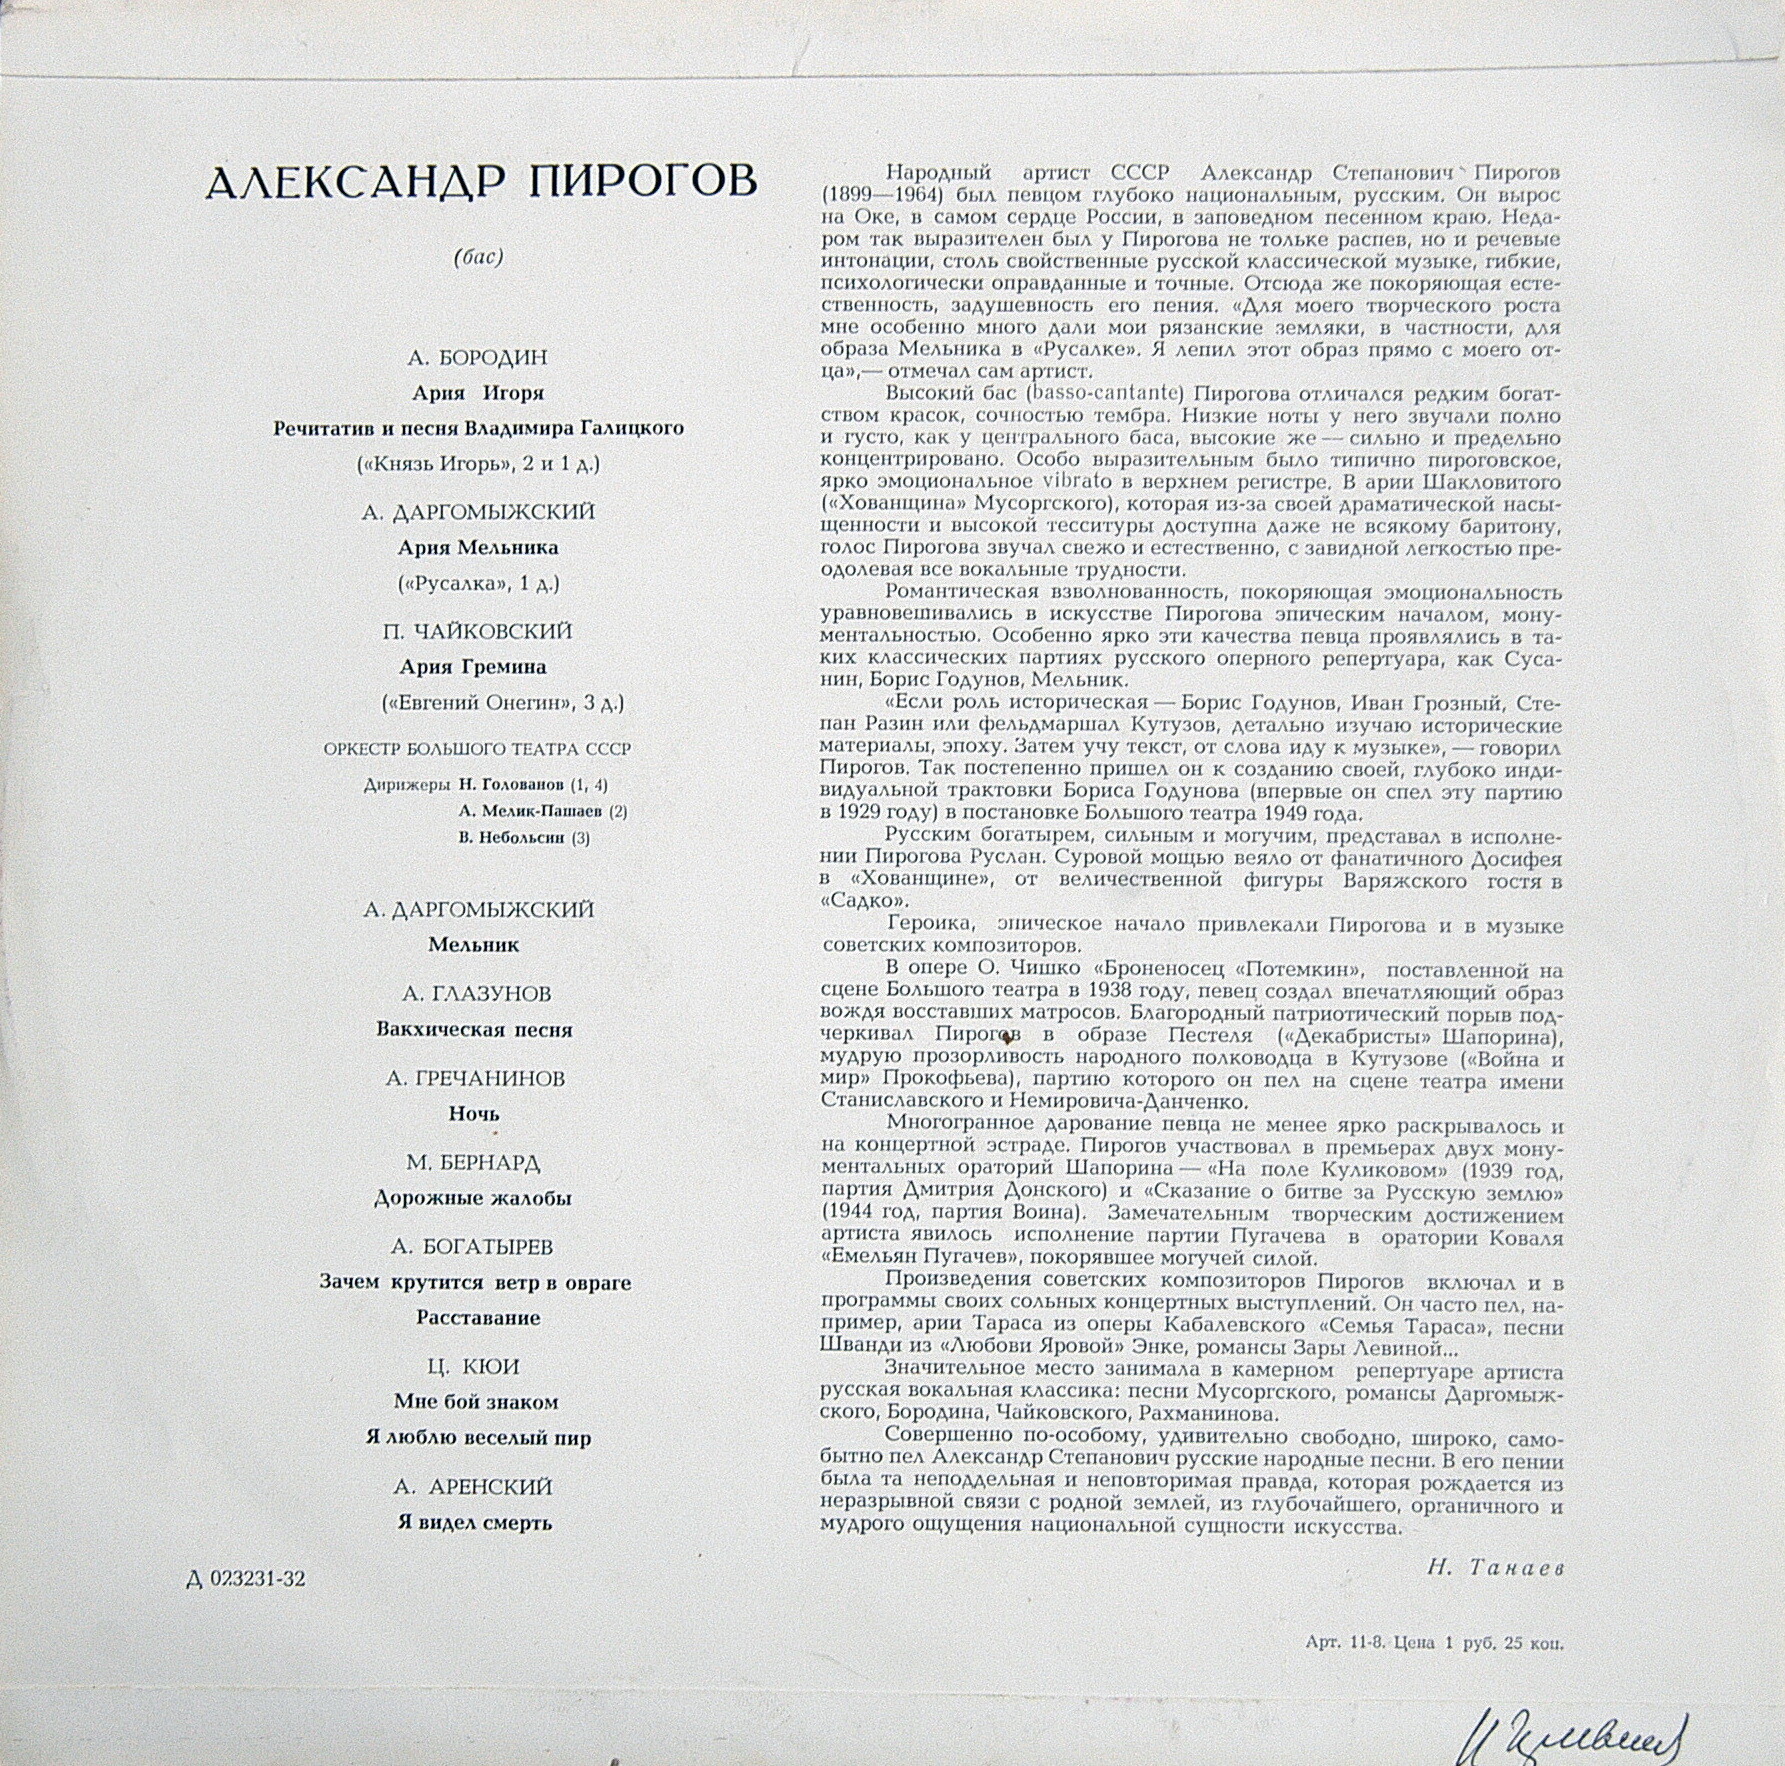 АЛЕКСАНДР ПИРОГОВ
(бас)
А. БОРОДИН
Ария Игоря
Речитатив и песня Владимира Галицкого
(«Князь Игорь», 2 и 1 д.)
А. ДАРГОМЫЖСКИЙ
Ария Мельника
(«Русалка», 1 д.)
П. ЧАЙКОВСКИЙ
Ария Гремина
(«Евгений Онегин», 3 д.)
ОРКЕСТР БОЛЬШОГО ТЕАТРА СССР
Дирижеры Н. Голованов (1, 4)
А. Мелик-Пашаев (2)
В. Небольсин (3)
А. ДАРГОМЫЖСКИЙ
Мельник
А. ГЛАЗУНОВ
Вакхическая песня
А. ГРЕЧАНИНОВ
Ночь
М. БЕРНАРД
Дорожные жалобы
А. БОГАТЫРЕВ
Зачем крутится ветр в овраге
Расставание
Ц. КЮИ
Мне бой знаком
Я люблю веселый пир
А. АРЕНСКИЙ
Я видел смерть
Д 023231-32
Народный артист СССР Александр Степанович Пирогов
(1899—1964) был певцом глубоко национальным, русским. Он вырос
на Оке, в самом сердце России, в заповедном песенном краю. Неда-
ром так выразителен был у Пирогова не тольке распев, но и речевые
интонации, столь свойственные русской классической музыке, гибкие,
психологически оправданные и точные. Отсюда же покоряющая есте-
ственность, задушевность его пения. «Для моего творческого роста
мне особенно много дали мои рязанские земляки, в частности, для
образа Мельника в «Русалке». Я лепил этот образ прямо с моего от-
ца»,— отмечал сам артист.
Высокий бас (basso-cantante) Пирогова отличался редким богат-
ством красок, сочностью тембра. Низкие ноты у него звучали полно
и густо, как у центрального баса, высокие же — сильно и предельно
концентрировано. Особо выразительным было типично пироговское,
ярко эмоциональное vibrato в верхнем регистре. В арии Шакловитого
(«Хованщина» Мусоргского), которая из-за своей драматической насы-
щенности и высокой тесситуры доступна даже не всякому баритону,
голос Пирогова звучал свежо и естественно, с завидной легкостью пре-
одолевая все вокальные трудности.
Романтическая взволнованность, покоряющая эмоциональность
уравновешивались в искусстве Пирогова эпическим началом, мону-
ментальностью. Особенно ярко эти качества певца проявлялись в та-
ких классических партиях русского оперного репертуара, как Суса-
нин, Борис Годунов, Мельник.
«Если роль историческая — Борис Годунов, Иван Грозный, Сте-
пан Разин или фельдмаршал Кутузов, детально изучаю исторические
материалы, эпоху. Затем учу текст, от слова иду к музыке», — говорил
Пирогов. Так постепенно пришел он к созданию своей, глубоко инди-
видуальной трактовки Бориса Годунова (впервые он спел эту партию
в 1929 году) в постановке Большого театра 1949 года.
Русским богатырем, сильным и могучим, представал в исполне-
нии Пирогова Руслан. Суровой мощью веяло от фанатичного Досифея
в «Хованщине», от величественной фигуры Варяжского гостя в
«Садко».
Героика, эпическое начало привлекали Пирогова и в музыке
советских композиторов.
В опере О. Чишко «Броненосец «Потемкин», поставленной на
сцене Большого театра в 1938 году, певец создал впечатляющий образ
вождя восставших матросов. Благородный патриотический порыв под-
черкивал Пирогов в образе Пестеля («Декабристы» Шапорина),
мудрую прозорливость народного полководца в Кутузове («Война и
мир» Прокофьева), партию которого он пел на сцене театра имени
Станиславского и Немировича-Данченко.
Многогранное дарование певца не менее ярко раскрывалось и
на концертной эстраде. Пирогов участвовал в премьерах двух мону-
ментальных ораторий Шапорина — «На поле Куликовом» (1939 год,
партия Дмитрия Донского) и «Сказание о битве за Русскую землю»
(1944 год, партия Воина). Замечательным творческим достижением
артиста явилось исполнение партии Пугачева в оратории Коваля
«Емельян Пугачев», покорявшее могучей силой.
Произведения советских композиторов Пирогов включал и в
программы своих сольных концертных выступлений. Он часто пел, на-
пример, арии Тараса из оперы Кабалевского «Семья Тараса», песни
Шванди из «Любови Яровой» Энке, романсы Зары Левиной...
Значительное место занимала в камерном репертуаре артиста
русская вокальная классика: песни Мусоргского, романсы Даргомыж-
ского, Бородина, Чайковского, Рахманинова.
Совершенно по-особому, удивительно свободно, широко, само-
бытно пел Александр Степанович русские народные песни. В его пении
была та неподдельная и неповторимая правда, которая рождается из
неразрывной связи с родной землей, из глубочайшего, органичного и
мудрого ощущения национальной сущности искусства.
Н. Танаев
Арт. 11-8. Цена 1 руб. 25 коп.